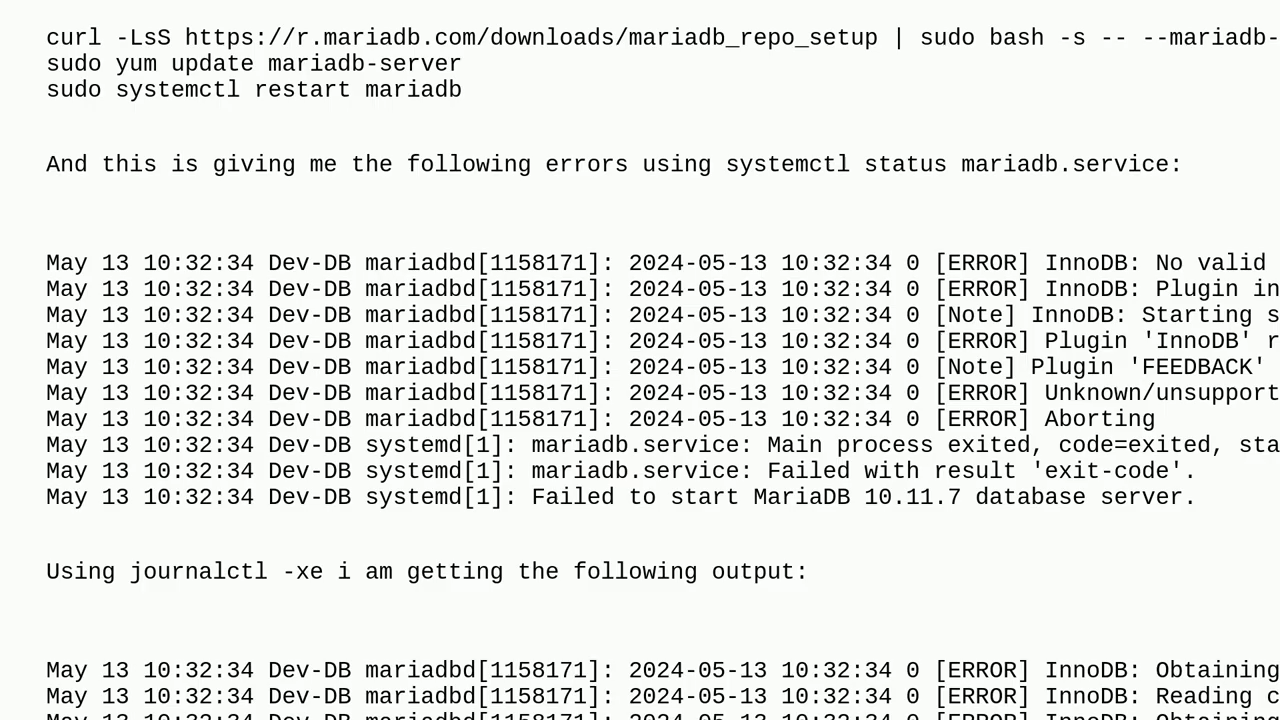 curl -LsS https://r.mariadb.com/downloads/mariadb_repo_setup | sudo bash -s -- --mariadb-
sudo yum update mariadb-server
sudo systemctl restart mariadb
And this is giving me the following errors using systemctl status mariadb.service:
May 13 10:32:34 Dev-DB mariadbd[1158171]: 2024-05-13 10:32:34 0 [ERROR] InnoDB: No valid
May 13 10:32:34 Dev-DB mariadbd[1158171]: 2024-05-13 10:32:34 0 [ERROR] InnoDB: Plugin in
May 13 10:32:34 Dev-DB mariadbd[1158171]: 2024-05-13 10:32:34 0 [Note] InnoDB: Starting s
May 13 10:32:34 Dev-DB mariadbd[1158171]: 2024-05-13 10:32:34 0 [ERROR] Plugin 'InnoDB' r
May 13 10:32:34 Dev-DB mariadbd[1158171]: 2024-05-13 10:32:34 0 [Note] Plugin 'FEEDBACK'
May 13 10:32:34 Dev-DB mariadbd[1158171]: 2024-05-13 10:32:34 0 [ERROR] Unknown/unsupport
May 13 10:32:34 Dev-DB mariadbd[1158171]: 2024-05-13 10:32:34 0 [ERROR] Aborting
May 13 10:32:34 Dev-DB systemd[1]: mariadb.service: Main process exited, code=exited, sta
May 13 10:32:34 Dev-DB systemd[1]: mariadb.service: Failed with result 'exit-code'.
May 13 10:32:34 Dev-DB systemd[1]: Failed to start MariaDB 10.11.7 database server.
Using journalctl -xe i am getting the following output:
May 13 10:32:34 Dev-DB mariadbd[1158171]: 2024-05-13 10:32:34 0 [ERROR] InnoDB: Obtaining
May 13 10:32:34 Dev-DB mariadbd[1158171]: 2024-05-13 10:32:34 0 [ERROR] InnoDB: Reading c